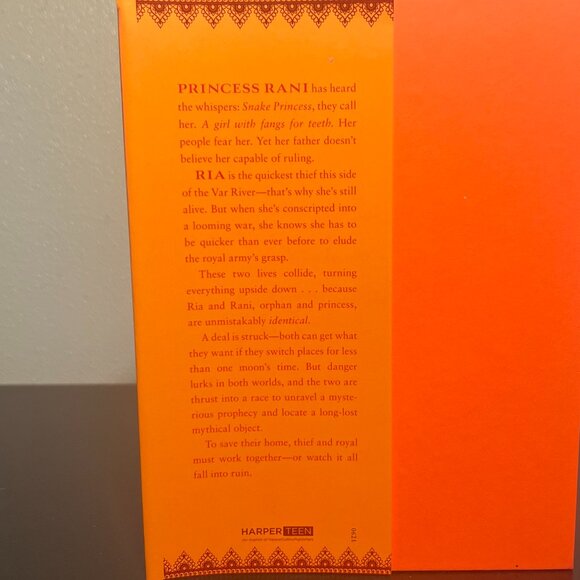 PRINCESS RANI has heard
the whispers: Snake Princess, they call
her. A girl with fangs for teeth. Her
people fear her. Yet her father doesn't
believe her capable of ruling.
RIA is the quickest thief this side
of the Var River—that's why she's still
alive. But when she's conscripted into
a looming war, she knows she has to
be quicker than ever before to elude
the royal army's grasp.
These two lives collide, turning
everything upside down . . . because
Ria and Rani, orphan and princess,
are unmistakably identical.
A deal is struck—both can get what
they want if they switch places for less
than one moon's time. But danger
lurks in both worlds, and the two are
thrust into a race to unravel a myste-
rious prophecy and locate a long-lost
mythical object.
To save their home, thief and royal
must work together—or watch it all
fall into ruin.
HARPER TEEN
An Imprint of HarperCollinsPublishers
0621